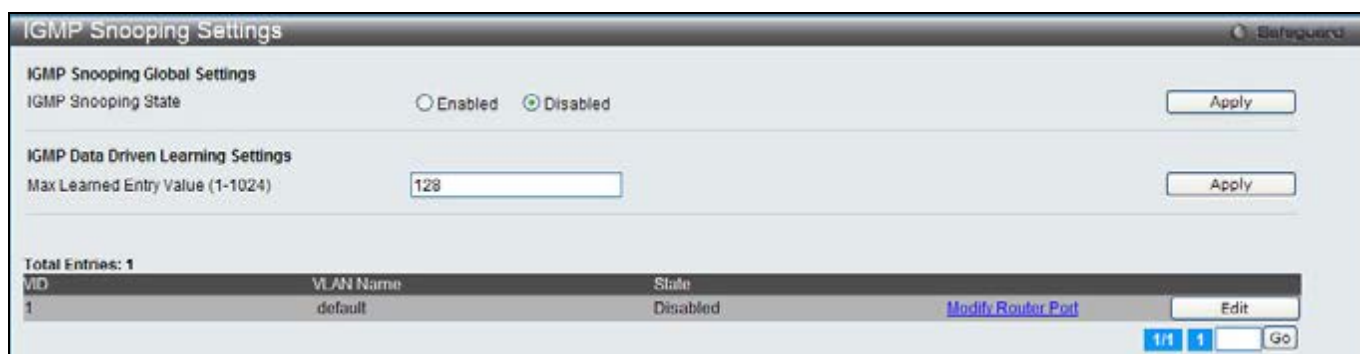 IGMP Snooping Settings
Safeguard
IGMP Snooping Global Settings
IGMP Snooping State Enabled Disabled Apply
IGMP Data Driven Learning Settings
Max Learned Entry Value (1-1024) 128 Apply
Total Entries: 1
VID VLAN Name State
1 default Disabled Modify Router Port Edit
1/1 1 Go